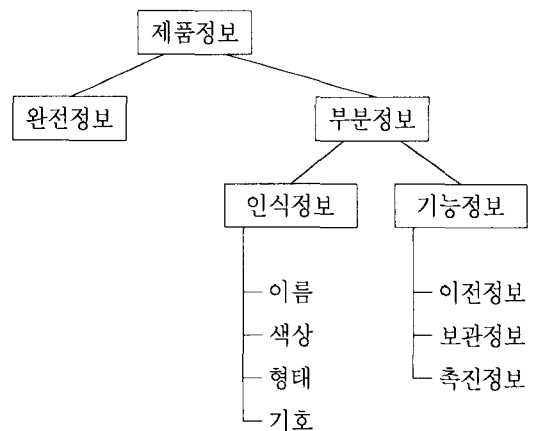 제품정보
완전정보
부분정보
인식정보
기능정보
이름
색상
형태
기호
이전정보
보관정보
촉진정보